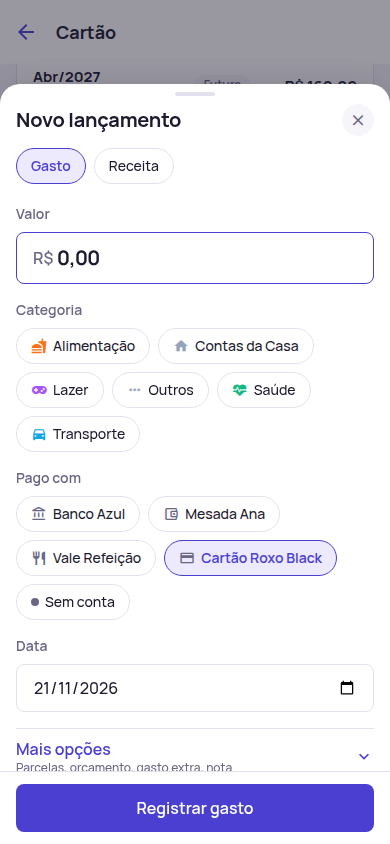 Cartão
Abr/2027
Novo lançamento
Gasto
Receita
Valor
R$ 0,00
Categoria
Alimentação
Contas da Casa
Lazer
Outros
Saúde
Transporte
Pago com
Banco Azul
Mesada Ana
Vale Refeição
Cartão Roxo Black
Sem conta
Data
21/11/2026
Mais opções
Parcelas, orçamento, gasto extra, nota
Registrar gasto